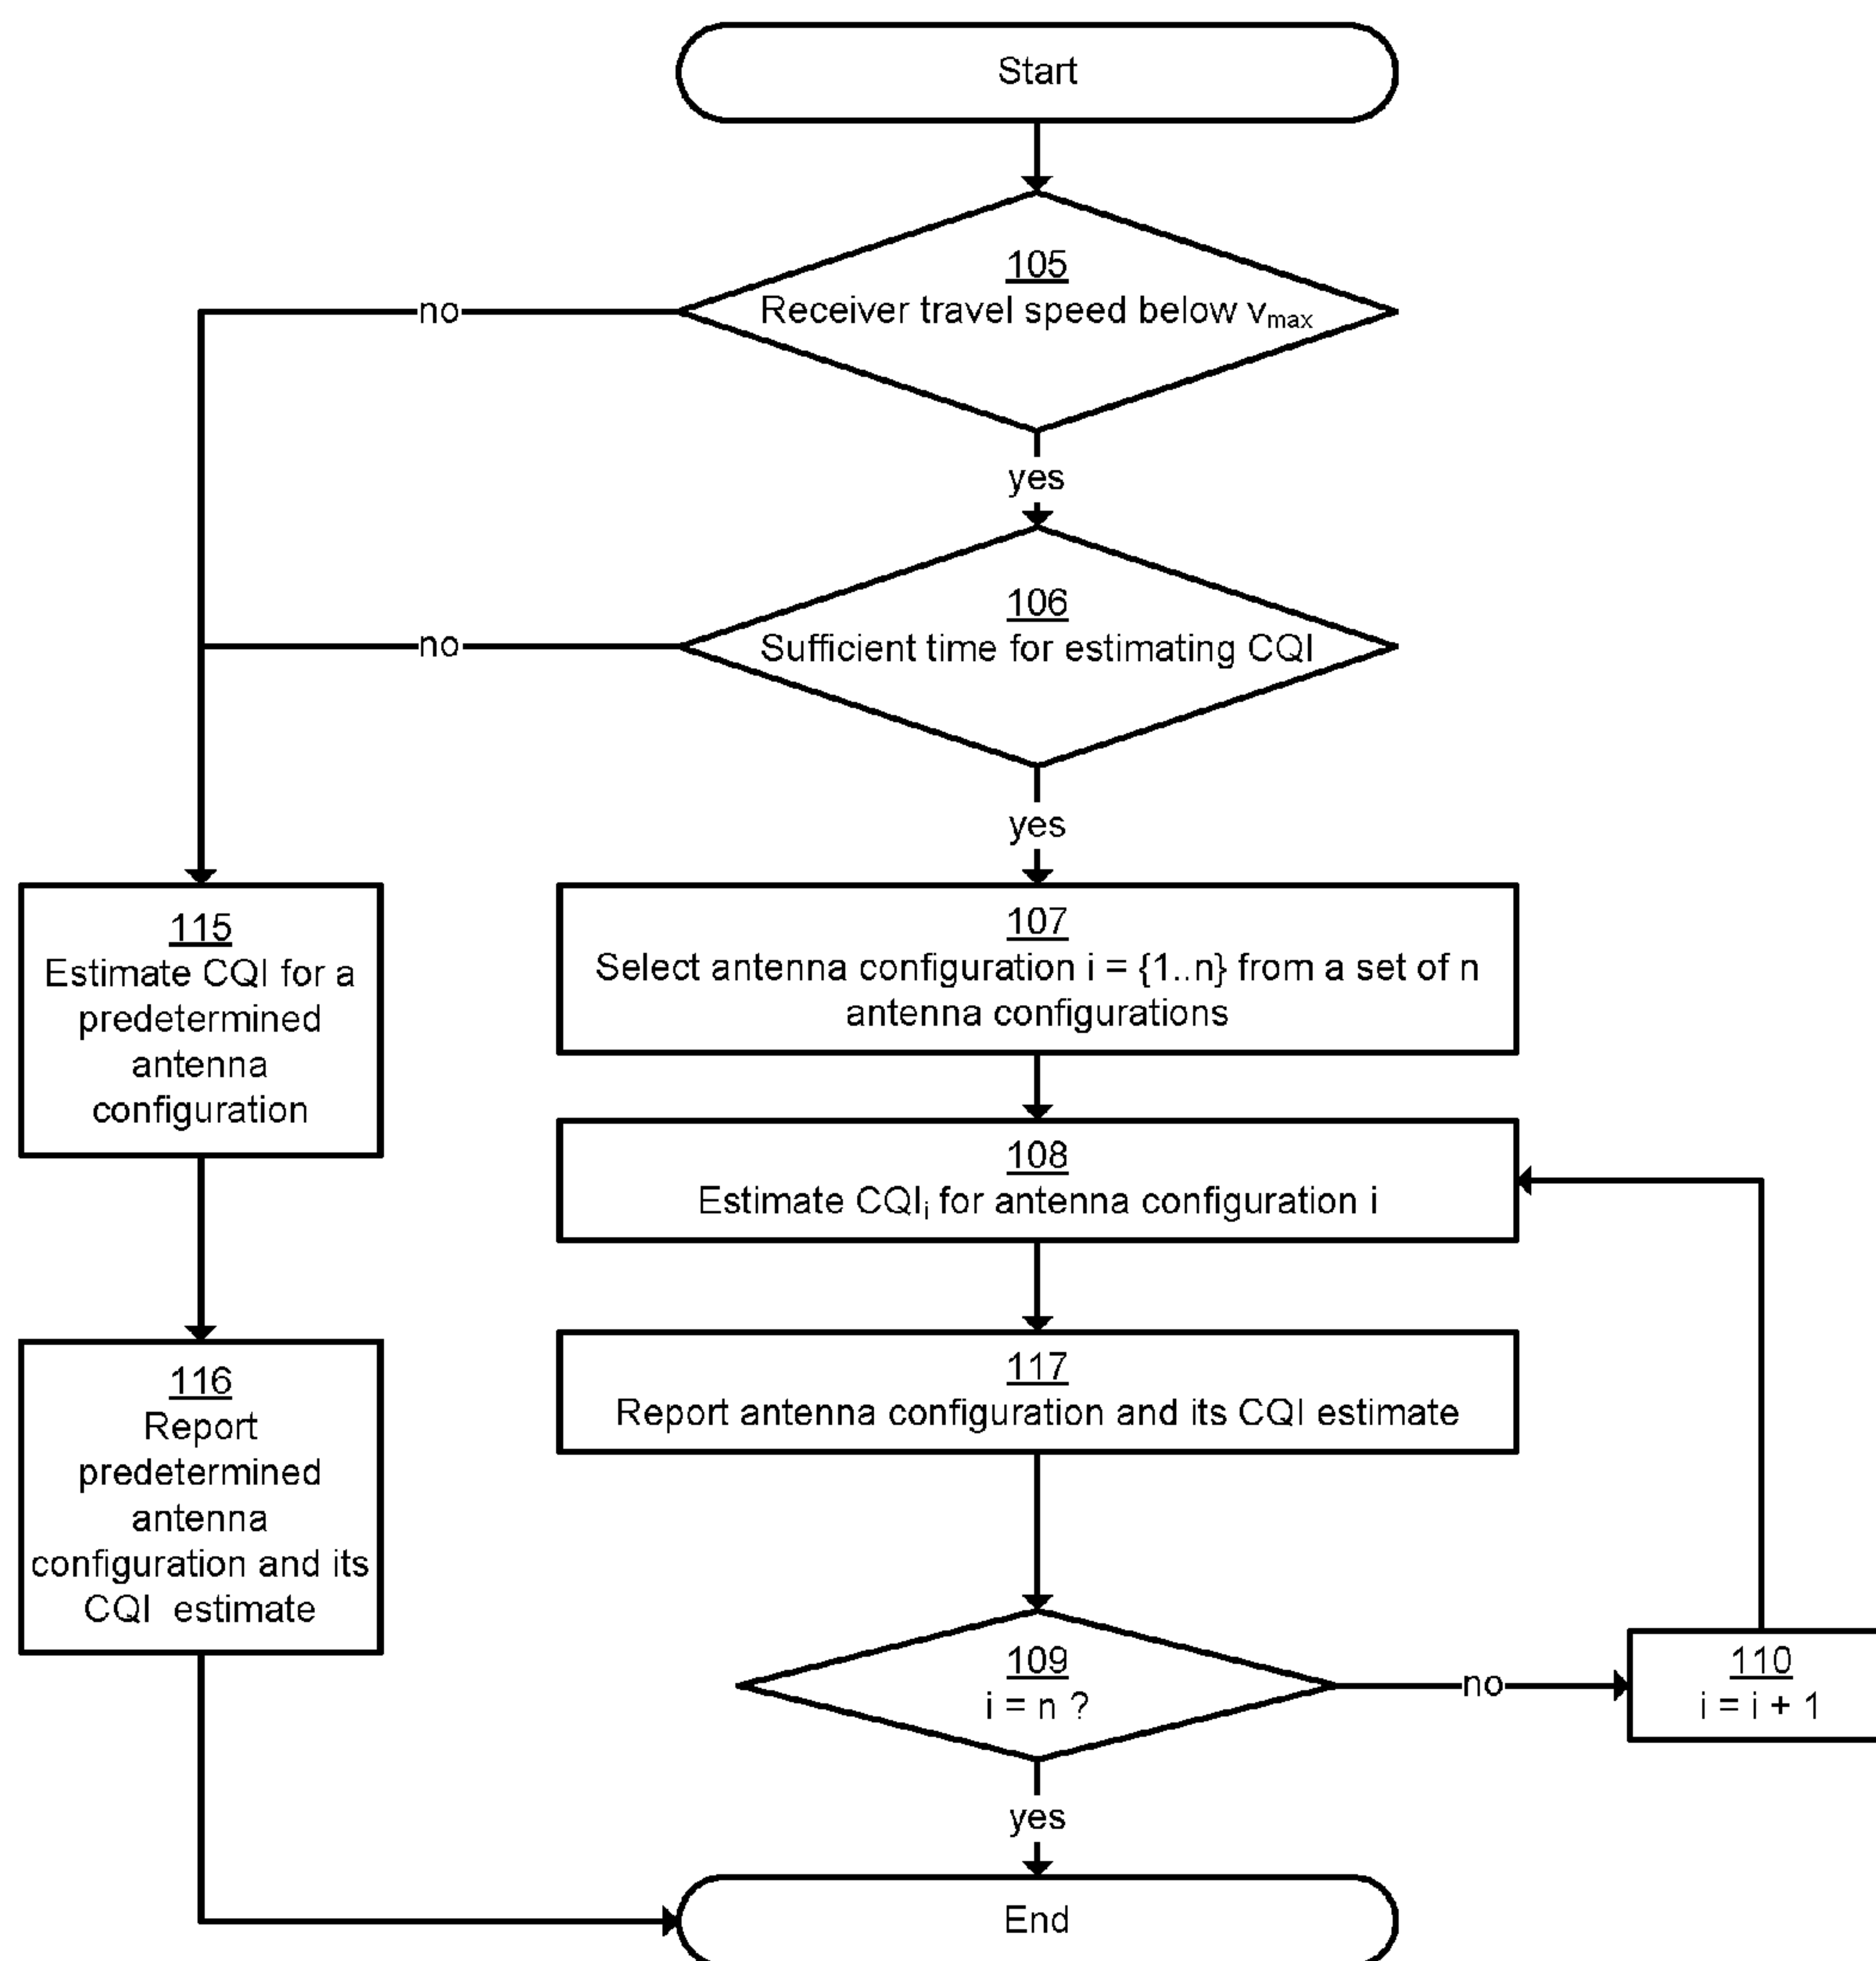 Start
105
Receiver travel speed below vmax
no
yes
106
Sufficient time for estimating CQI
no
yes
115
Estimate CQI for a
predetermined
antenna
configuration
107
Select antenna configuration i = {1..n} from a set of n
antenna configurations
108
Estimate CQIi for antenna configuration i
116
Report
predetermined
antenna
configuration and its
CQI estimate
117
Report antenna configuration and its CQI estimate
109
i = n ?
no
110
i = i + 1
yes
End